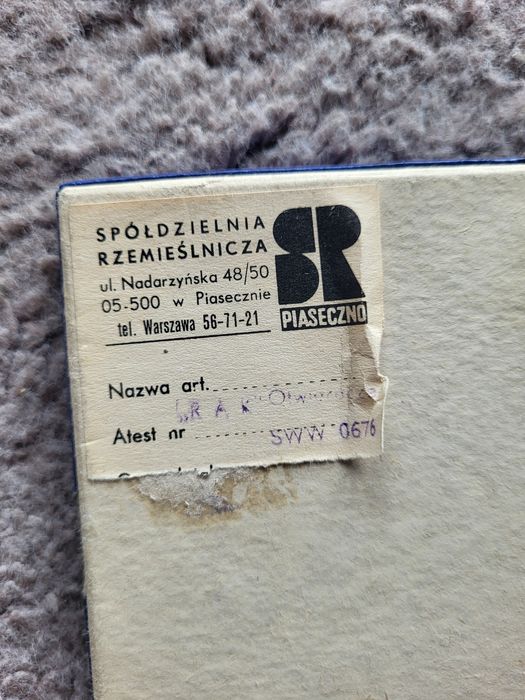 SPÓŁDZIELNIA
RZEMIEŚLNICZA
ul. Nadarzyńska 48/50
05-500 w Piasecznie
tel. Warszawa 56-71-21
SR
PIASECZNO
Nazwa art.
Atest nr
SWW 0676